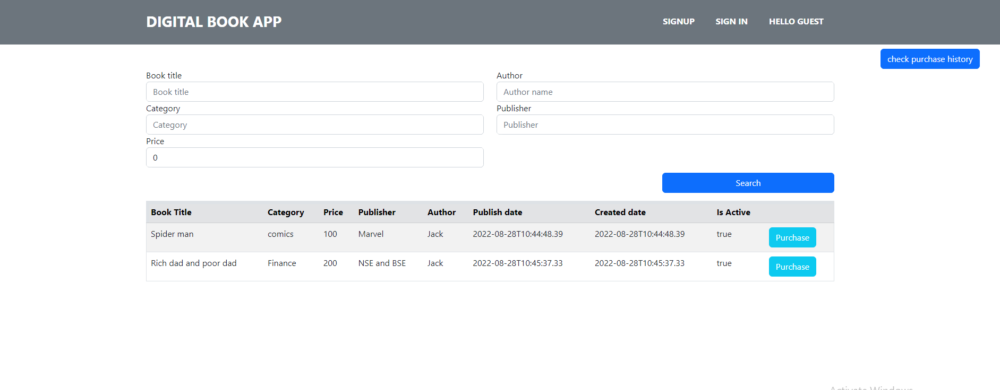 DIGITAL BOOK APP SIGNUP SIGN IN HELLO GUEST
check purchase history
Book title Author
Book title Author name
Category Publisher
Category Publisher
Price
0
Search
Book Title Category Price Publisher Author Publish date Created date Is Active
Spider man comics 100 Marvel Jack 2022-08-28T10:44:48.39 2022-08-28T10:44:48.39 true Purchase
Rich dad and poor dad Finance 200 NSE and BSE Jack 2022-08-28T10:45:37.33 2022-08-28T10:45:37.33 true Purchase
Activate Windows